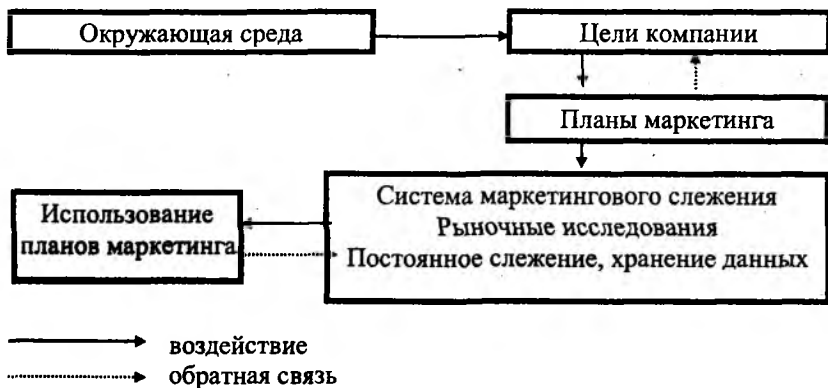 Окружающая среда
Цели компании
Планы маркетинга
Система маркетингового слежения
Рыночные исследования
Постоянное слежение, хранение данных
Использование
планов маркетинга
воздействие
обратная связь